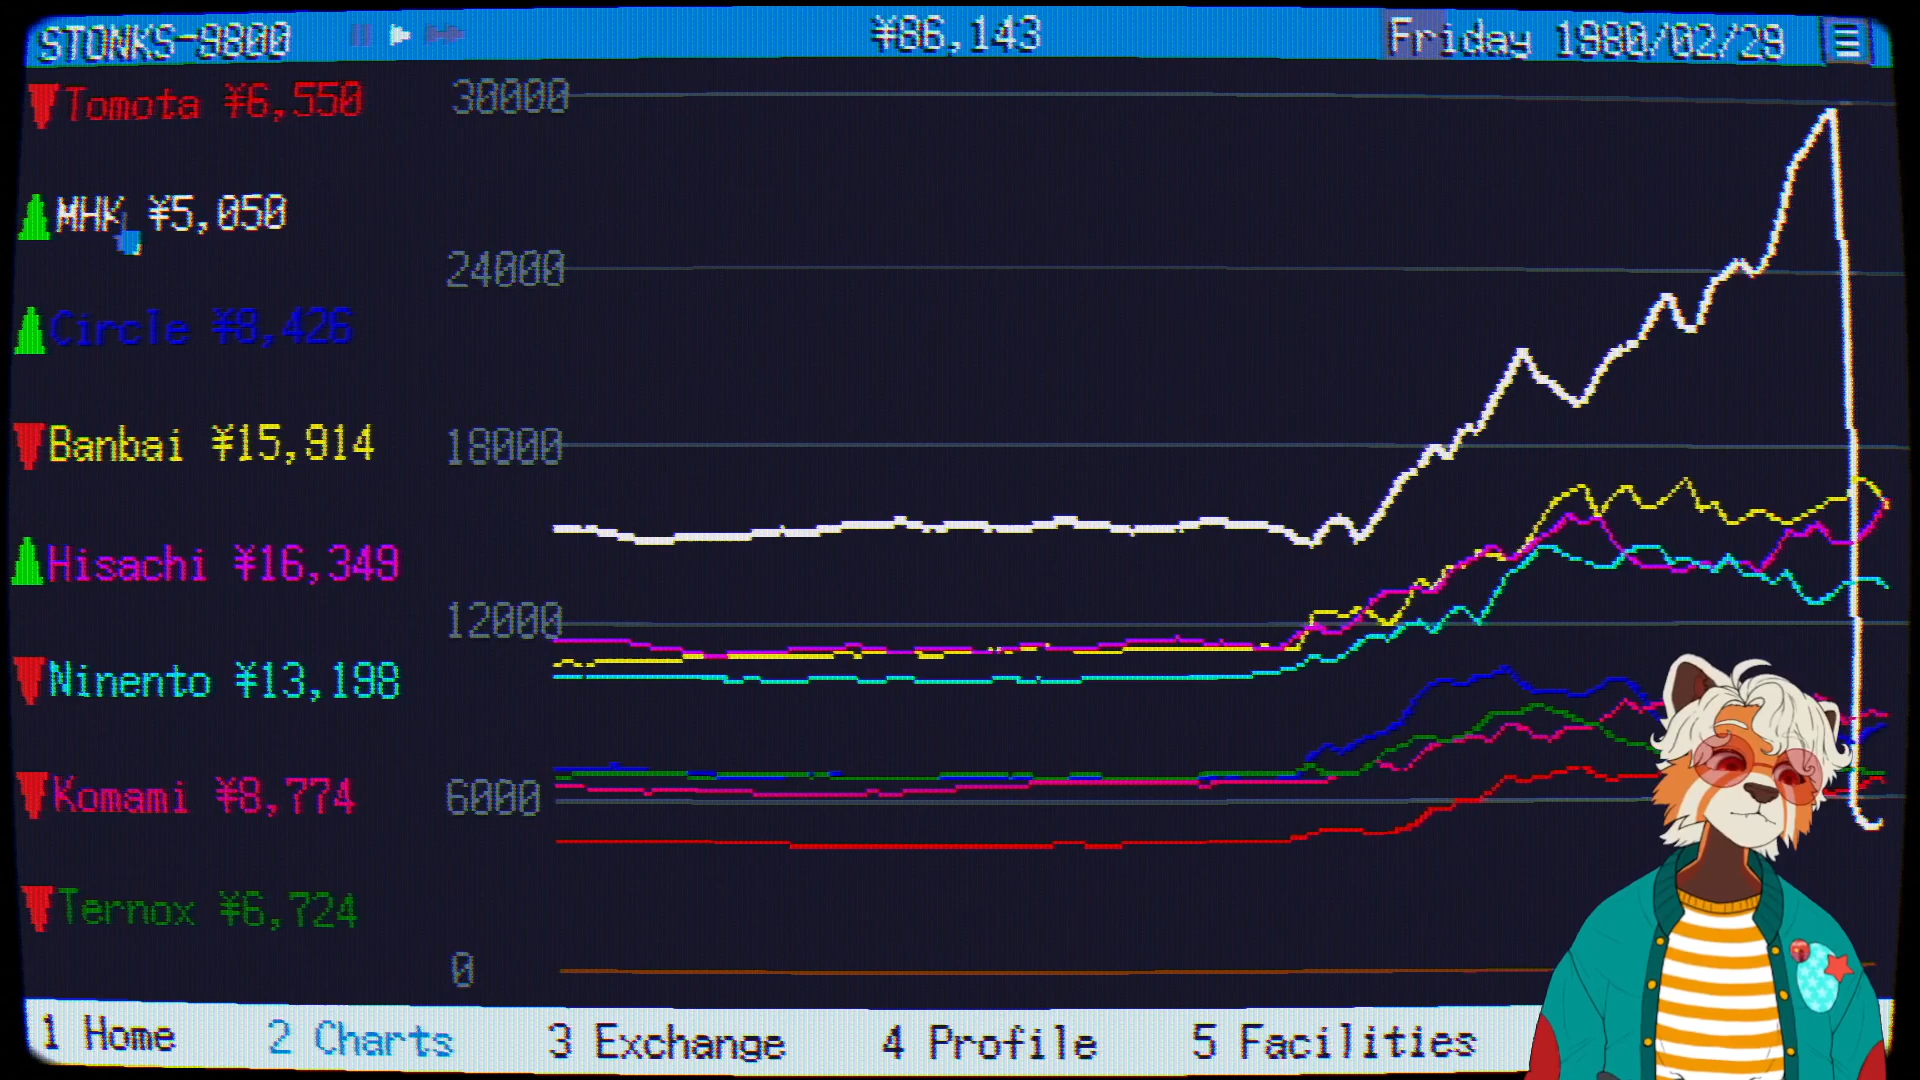 STONKS-9800 ¥86,143 Friday 1980/02/29
Tomota ¥6,550
MHK ¥5,050
Circle ¥8,426
Banbai ¥15,914
Hisachi ¥16,349
Ninento ¥13,198
Komami ¥8,774
Ternox ¥6,724
30000
24000
18000
12000
6000
0
1 Home 2 Charts 3 Exchange 4 Profile 5 Facilities